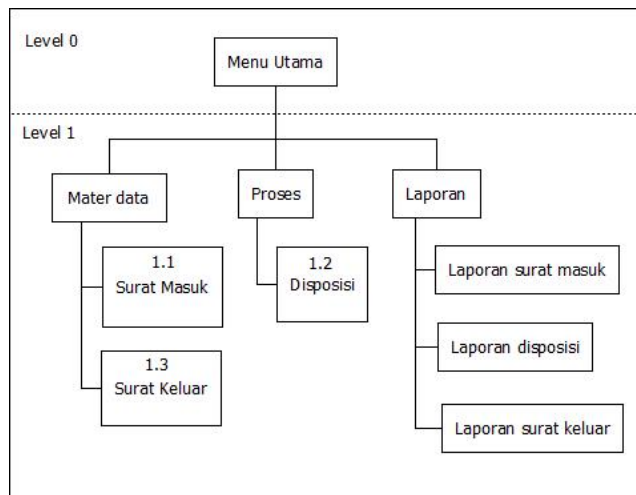 Level 0
Menu Utama
Level 1
Mater data
Proses
Laporan
1.1
Surat Masuk
1.2
Disposisi
Laporan surat masuk
1.3
Surat Keluar
Laporan disposisi
Laporan surat keluar